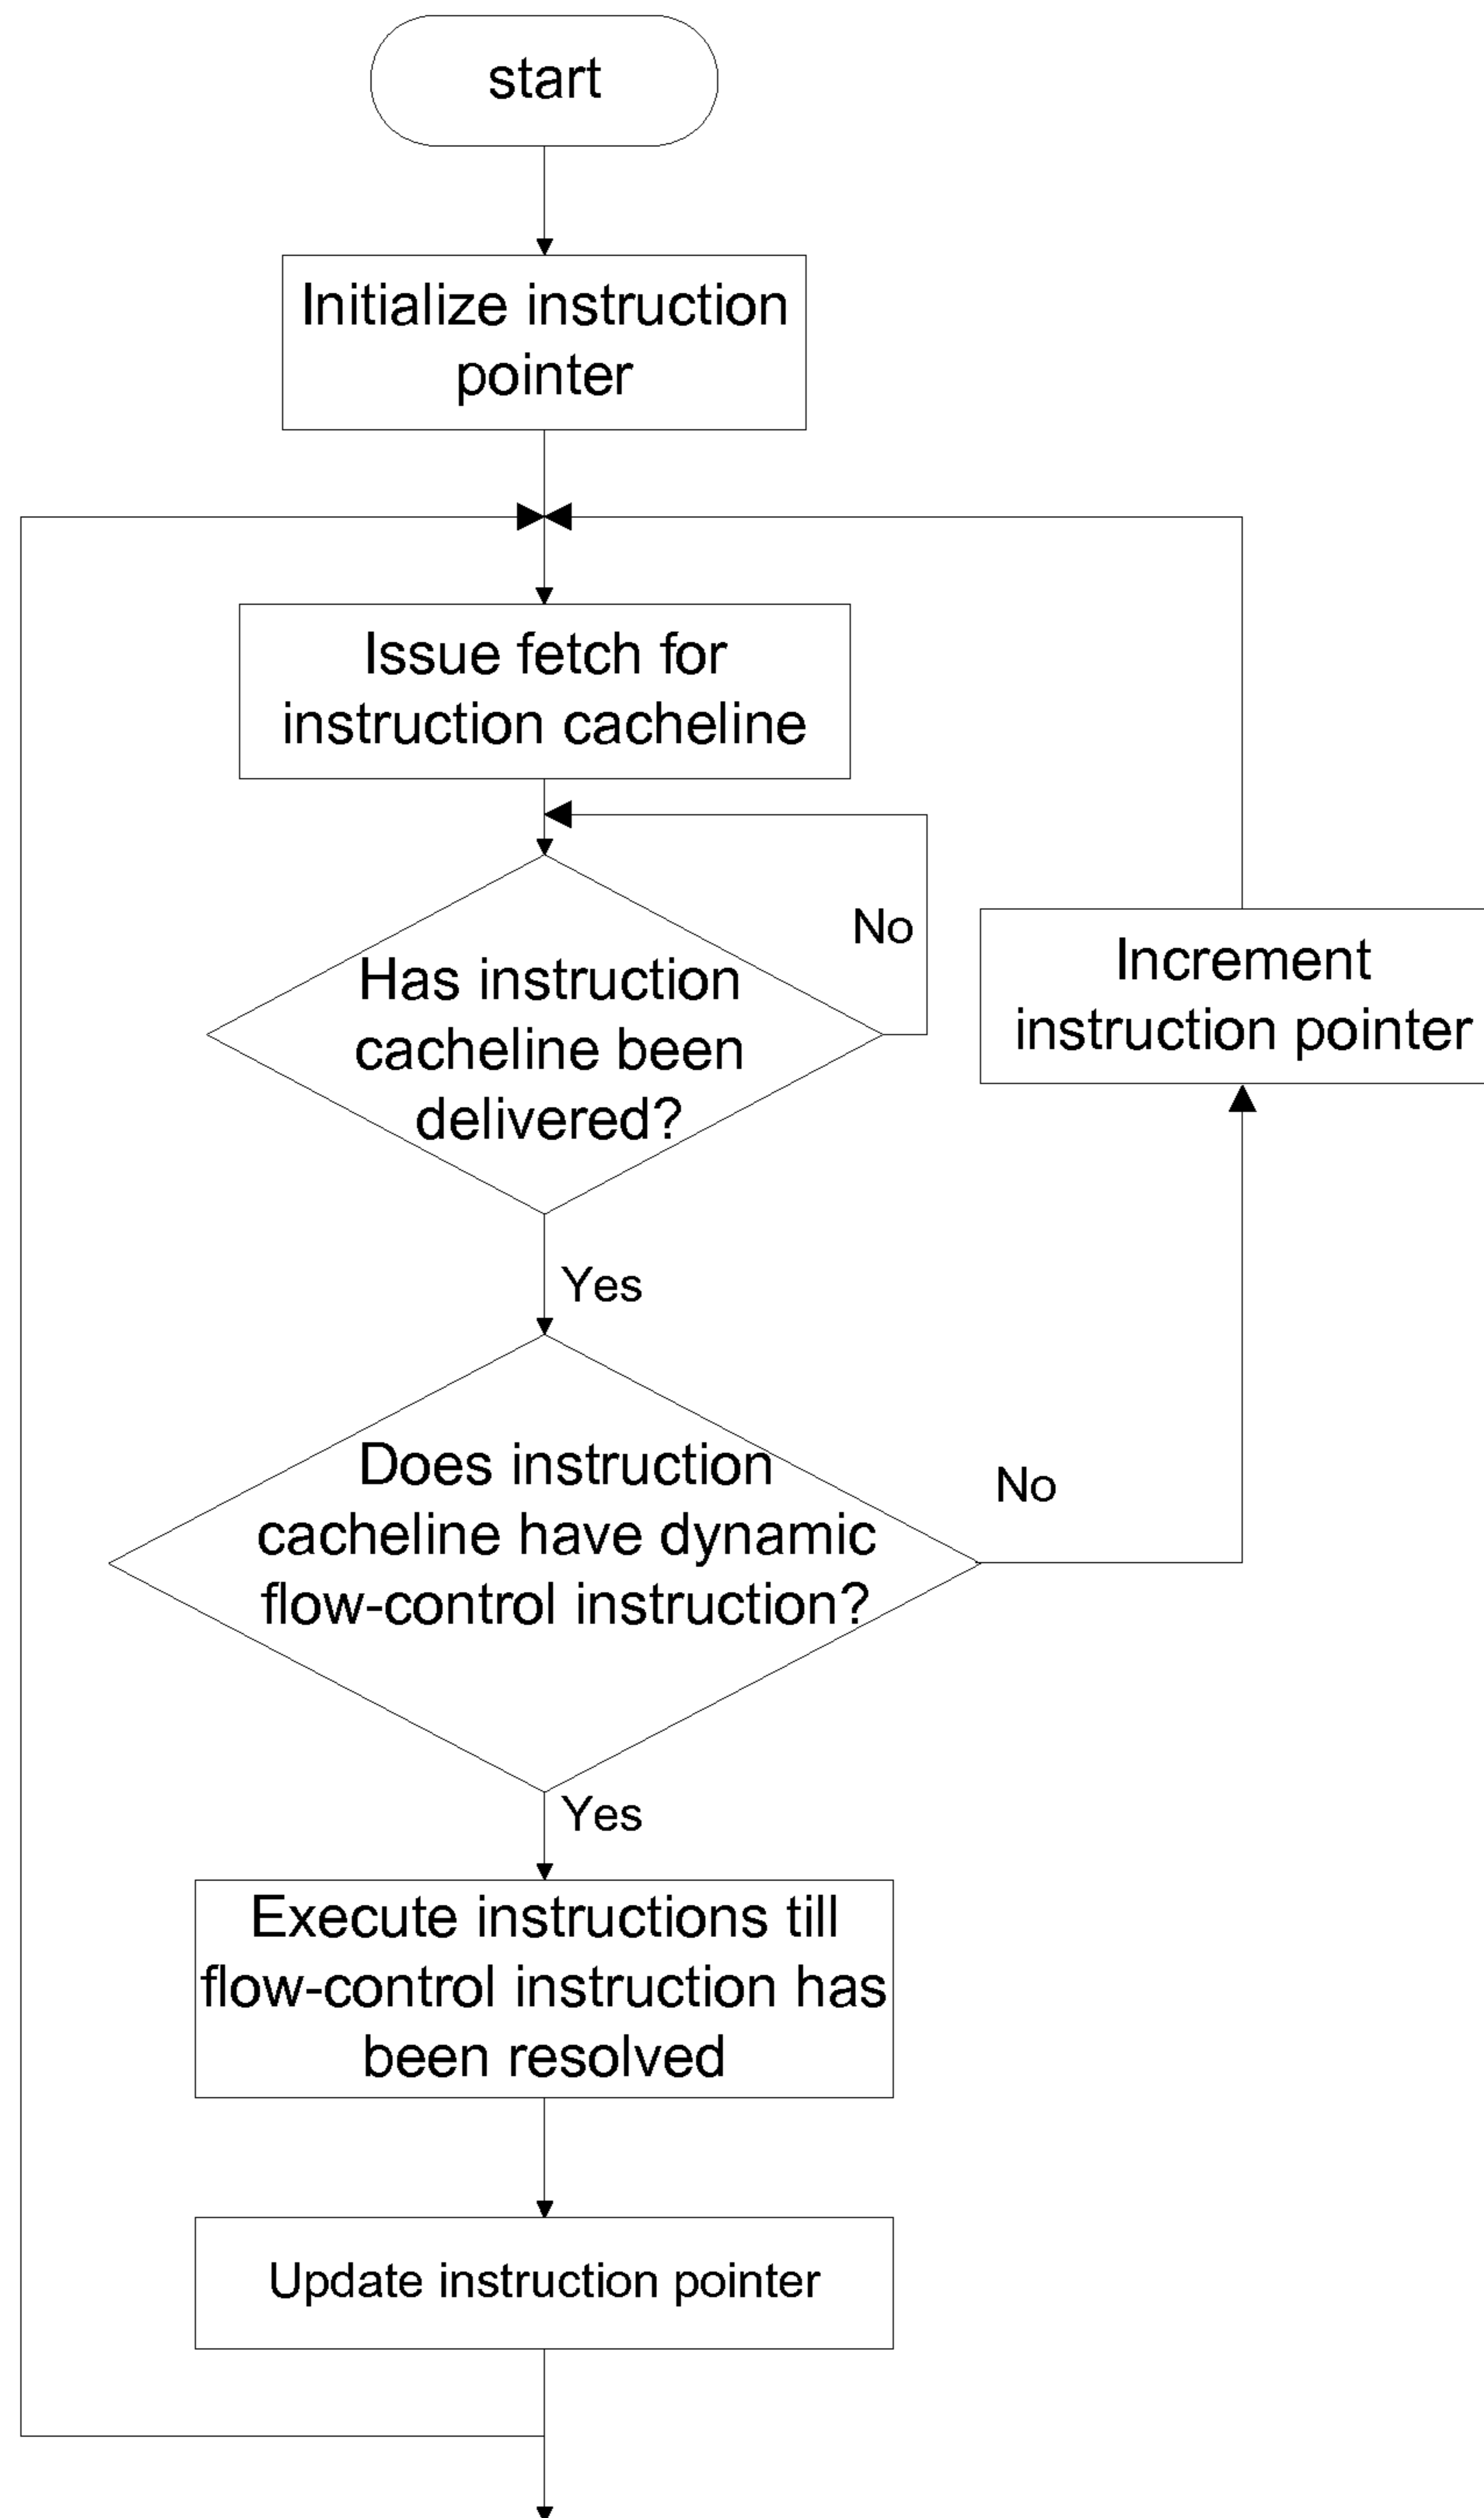 start
Initialize instruction
pointer
Issue fetch for
instruction cacheline
No
Has instruction
cacheline been
delivered?
Increment
instruction pointer
Yes
Does instruction
cacheline have dynamic
flow-control instruction?
No
Yes
Execute instructions till
flow-control instruction has
been resolved
Update instruction pointer